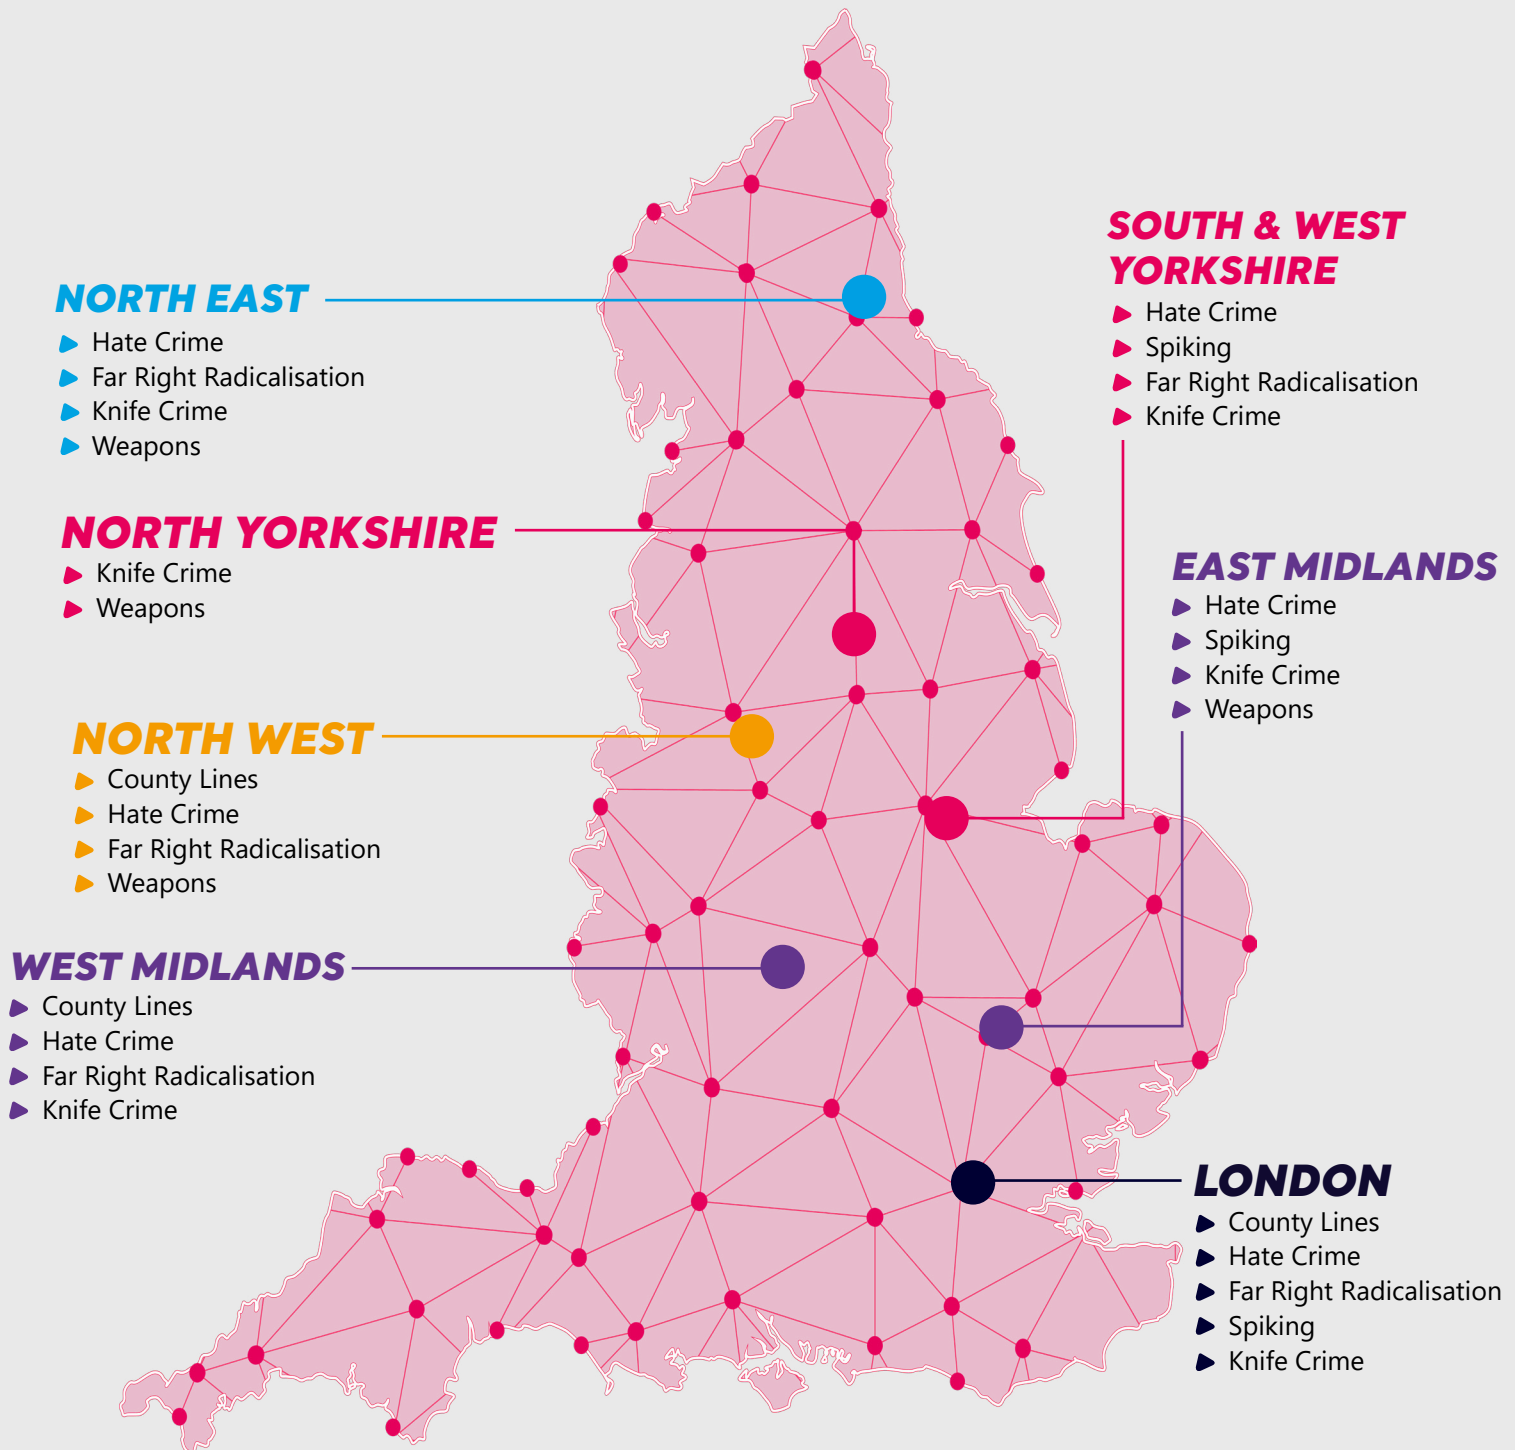 NORTH EAST
Hate Crime
Far Right Radicalisation
Knife Crime
Weapons
NORTH YORKSHIRE
Knife Crime
Weapons
NORTH WEST
County Lines
Hate Crime
Far Right Radicalisation
Weapons
WEST MIDLANDS
County Lines
Hate Crime
Far Right Radicalisation
Knife Crime
SOUTH & WEST
YORKSHIRE
Hate Crime
Spiking
Far Right Radicalisation
Knife Crime
EAST MIDLANDS
Hate Crime
Spiking
Knife Crime
Weapons
LONDON
County Lines
Hate Crime
Far Right Radicalisation
Spiking
Knife Crime